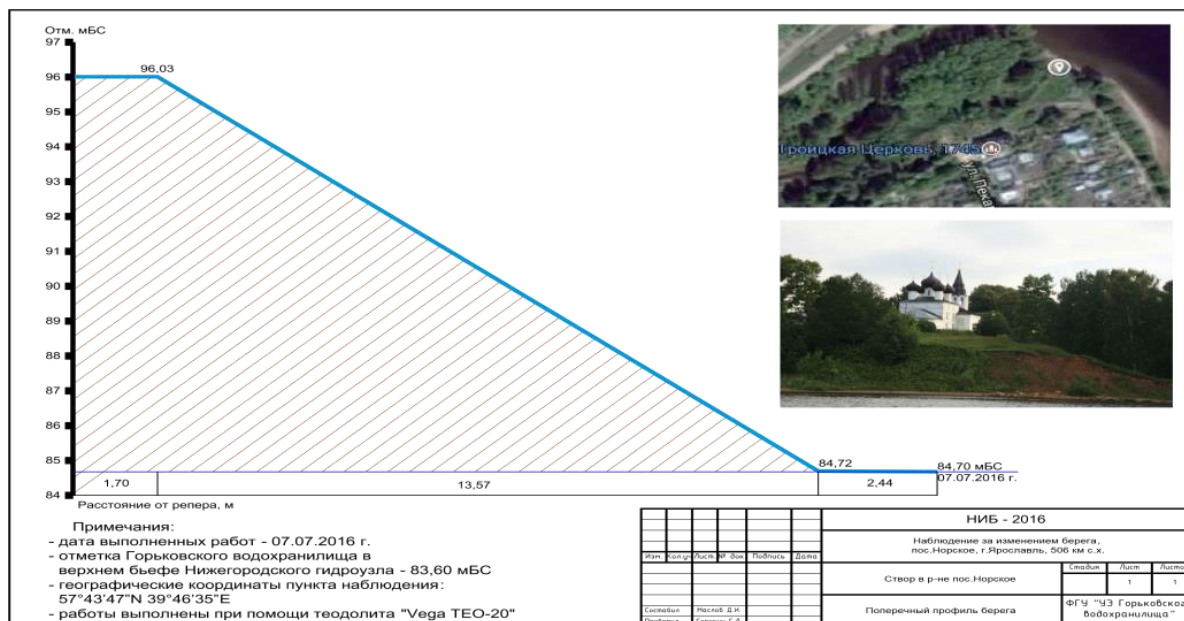 Отм. мБС
97
96
95
94
93
92
91
90
89
88
87
86
85
84
96,03
84,72
84,70 мБС
07.07.2016 г.
1,70
13,57
2,44
Расстояние от репера, м
Троицкая Церковь, 1745
ул. Пека
Примечания:
- дата выполненных работ - 07.07.2016 г.
- отметка Горьковского водохранилища в
верхнем бьефе Нижегородского гидроузла - 83,60 мБС
- географические координаты пункта наблюдения:
57°43'47"N 39°46'35"E
- работы выполнены при помощи теодолита "Vega TEO-20"
НИБ - 2016
Наблюдение за изменением берега,
пос.Норское, г.Ярославль, 506 км с.х.
Изм. Кол.уч Лист № док Подпись Дата
Створ в р-не пос.Норское
Стадия Лист Листов
1 1
Составил Маслов Д.И.
Поперечный профиль берега
ФГУ "УЭ Горьковского
водохранилища"